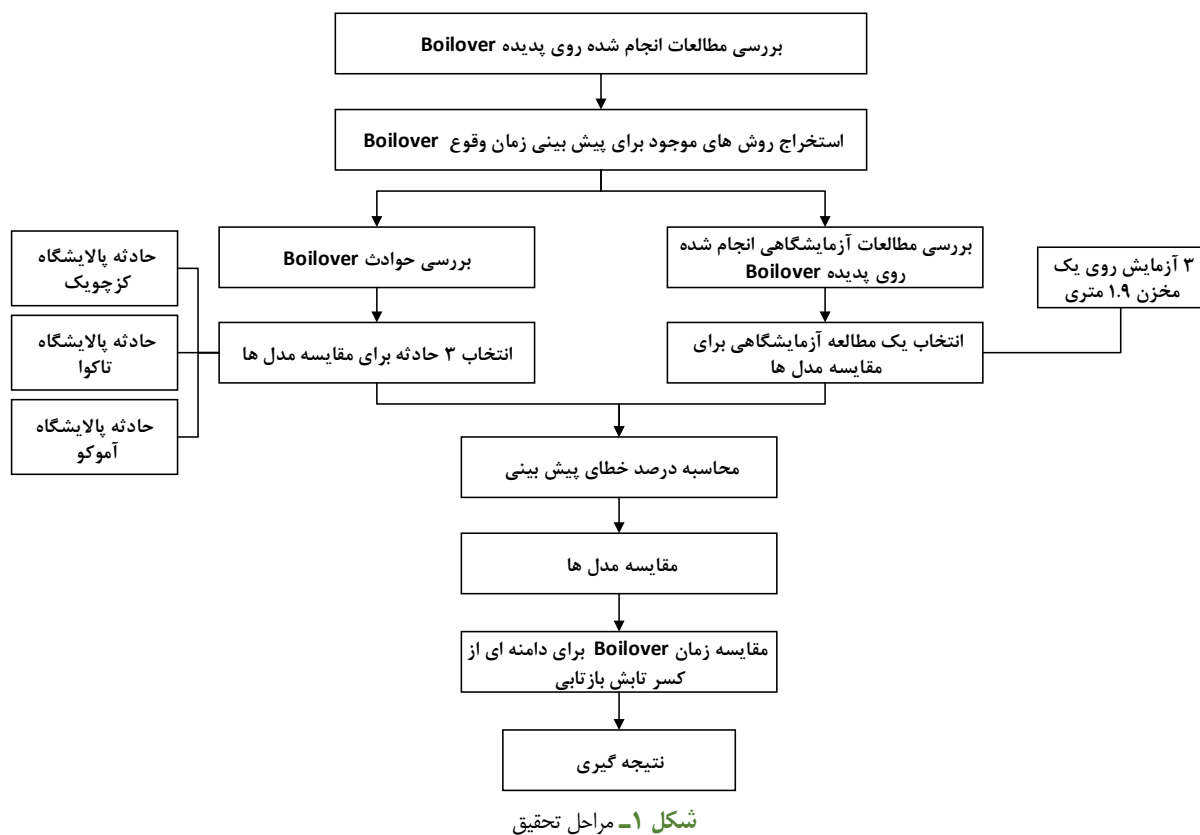 بررسی مطالعات انجام شده روی پدیده Boilover
استخراج روش های موجود برای پیش بینی زمان وقوع Boilover
بررسی مطالعات آزمایشگاهی انجام شده
روی پدیده Boilover
بررسی حوادث Boilover
۳ آزمایش روی یک
مخزن ۱.۹ متری
انتخاب یک مطالعه آزمایشگاهی برای
مقایسه مدل ها
انتخاب ۳ حادثه برای مقایسه مدل ها
حادثه پالایشگاه
کزچویک
حادثه پالایشگاه
تاکوا
حادثه پالایشگاه
آموکو
محاسبه درصد خطای پیش بینی
مقایسه مدل ها
مقایسه زمان Boilover برای دامنه ای از
کسر تابش بازتابی
نتیجه گیری
شکل ۱ـ مراحل تحقیق